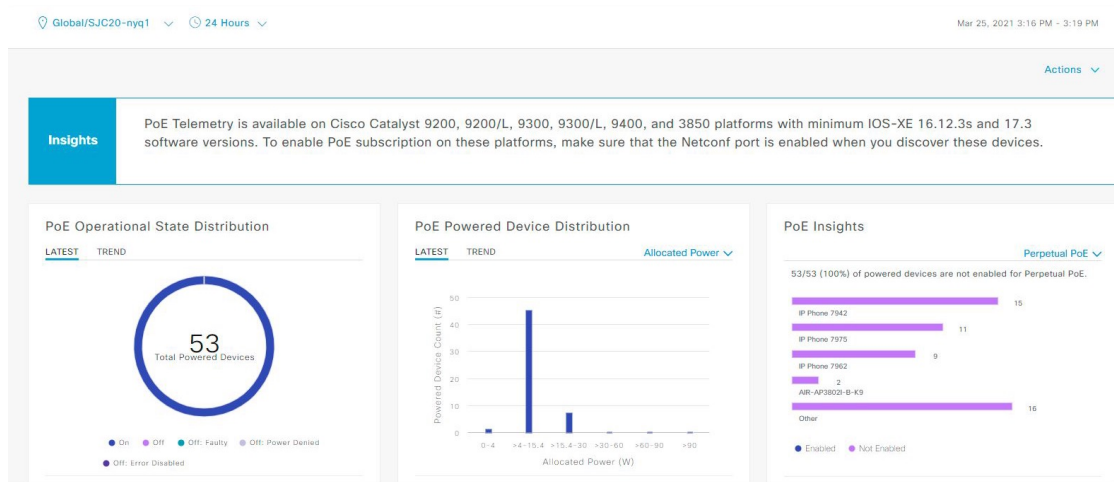 Global/SJC20-nyq1
24 Hours
Mar 25, 2021 3:16 PM - 3:19 PM
Actions
Insights
PoE Telemetry is available on Cisco Catalyst 9200, 9200/L, 9300, 9300/L, 9400, and 3850 platforms with minimum IOS-XE 16.12.3s and 17.3
software versions. To enable PoE subscription on these platforms, make sure that the Netconf port is enabled when you discover these devices.
PoE Operational State Distribution
LATEST TREND
53
Total Powered Devices
On Off Off: Faulty Off: Power Denied
Off: Error Disabled
PoE Powered Device Distribution
LATEST TREND Allocated Power
Powered Device Count (#)
50
40
30
20
10
0
0-4 >4-15.4 >15.4-30 >30-60 >60-90 >90
Allocated Power (W)
PoE Insights
Perpetual PoE
53/53 (100%) of powered devices are not enabled for Perpetual PoE.
15
IP Phone 7942
11
IP Phone 7975
9
IP Phone 7962
2
AIR-AP3802I-B-K9
16
Other
Enabled Not Enabled